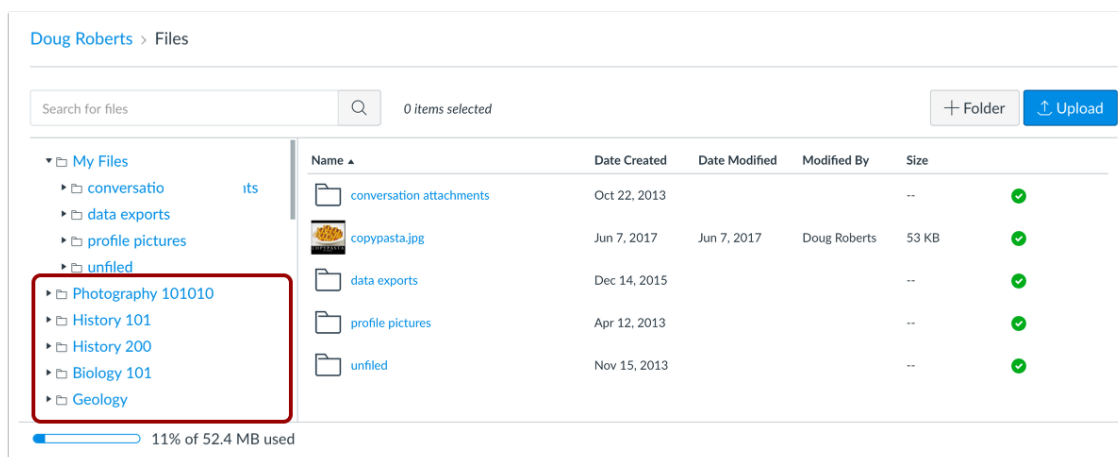 Doug Roberts > Files
Search for files
0 items selected
+ Folder
Upload
My Files
conversatio nts
data exports
profile pictures
unfiled
Photography 101010
History 101
History 200
Biology 101
Geology
Name Date Created Date Modified Modified By Size
conversation attachments Oct 22, 2013 --
copypasta.jpg Jun 7, 2017 Jun 7, 2017 Doug Roberts 53 KB
data exports Dec 14, 2015 --
profile pictures Apr 12, 2013 --
unfiled Nov 15, 2013 --
11% of 52.4 MB used